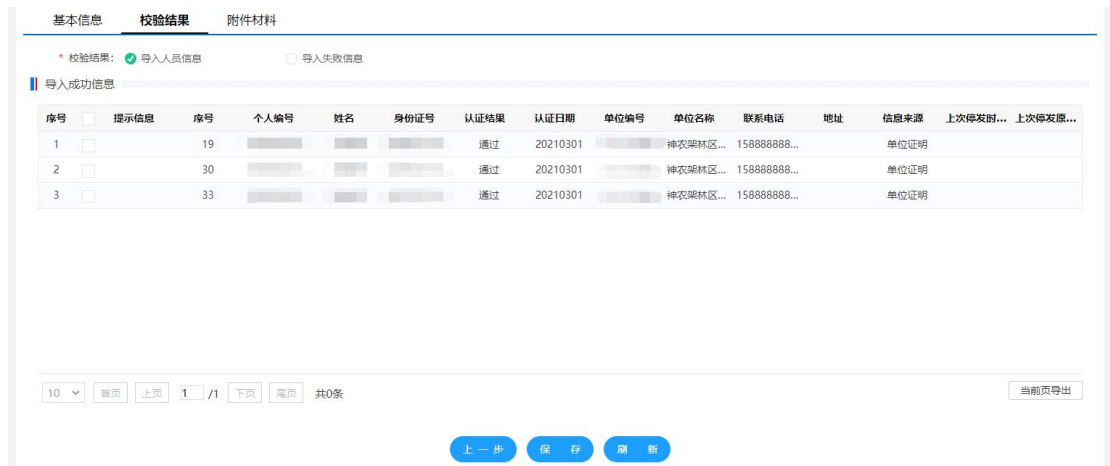 基本信息 校验结果 附件材料
* 校验结果： 导入人员信息 导入失败信息
导入成功信息
序号 提示信息 序号 个人编号 姓名 身份证号 认证结果 认证日期 单位编号 单位名称 联系电话 地址 信息来源 上次停发时... 上次停发原...
1 19 通过 20210301 神农架林区... 158888888... 单位证明
2 30 通过 20210301 神农架林区... 158888888... 单位证明
3 33 通过 20210301 神农架林区... 158888888... 单位证明
10 首页 上页 1 /1 下页 尾页 共0条 当前页导出
上一步 保 存 刷 新